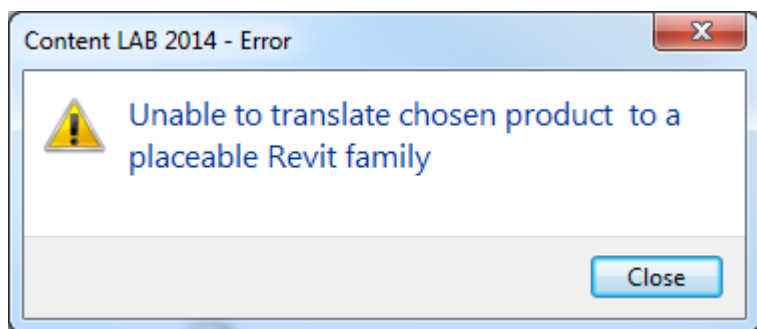 Content LAB 2014 - Error
Unable to translate chosen product  to a
placeable Revit family
Close